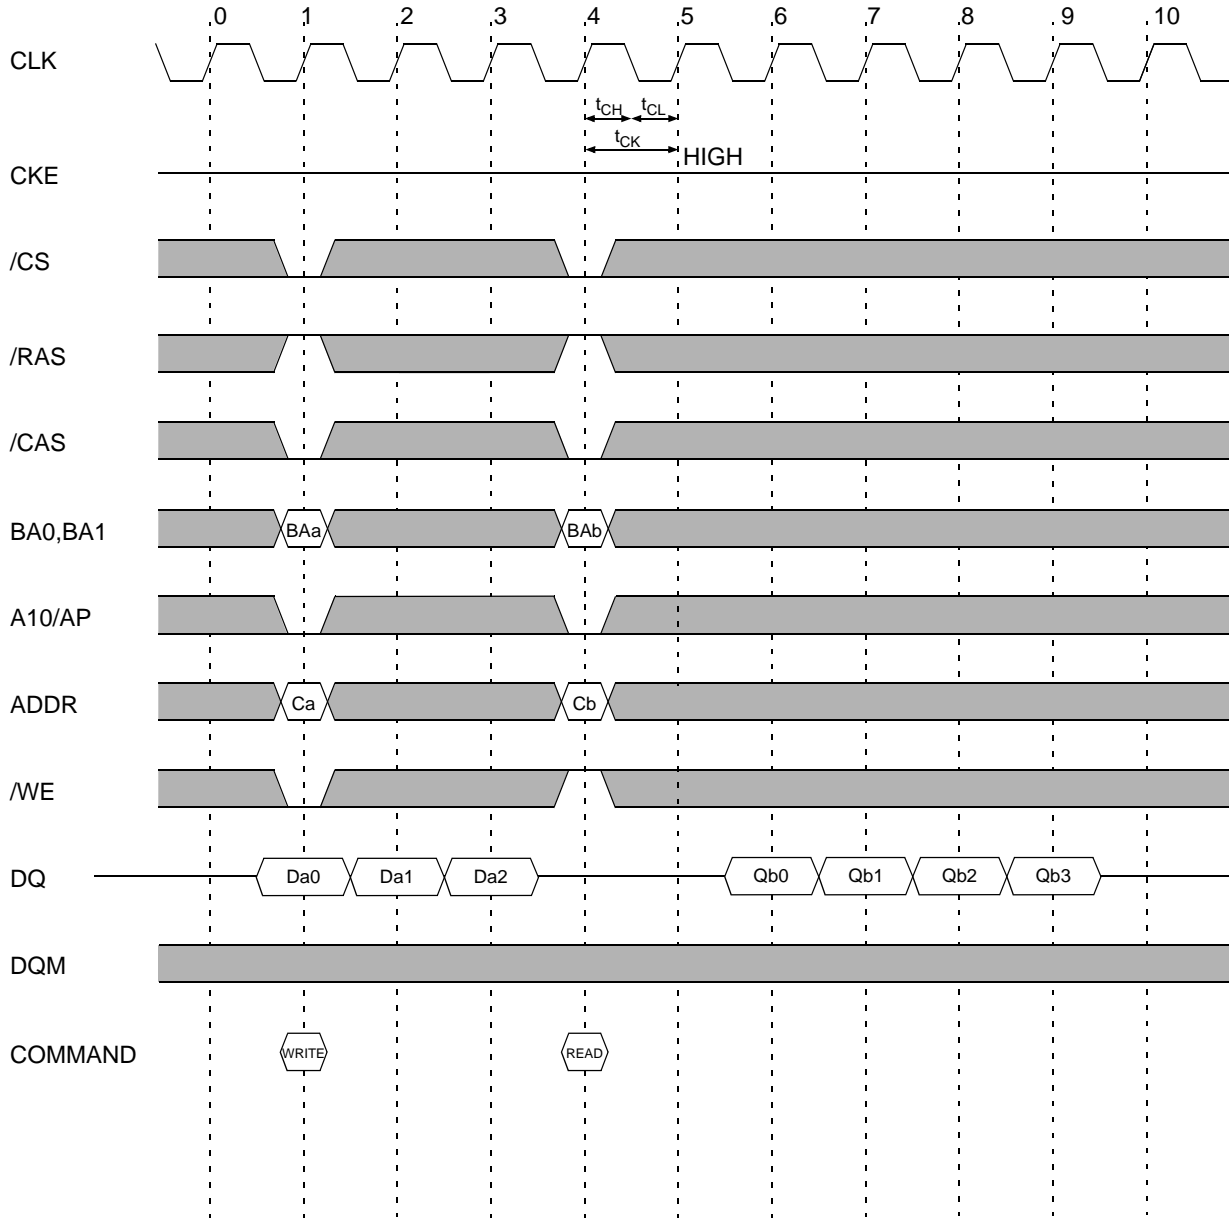 0 1 2 3 4 5 6 7 8 9 10
CLK
tCH tCL
tCK
HIGH
CKE
/CS
/RAS
/CAS
BA0,BA1 BAa BAb
A10/AP
ADDR Ca Cb
/WE
DQ Da0 Da1 Da2 Qb0 Qb1 Qb2 Qb3
DQM
COMMAND WRITE READ